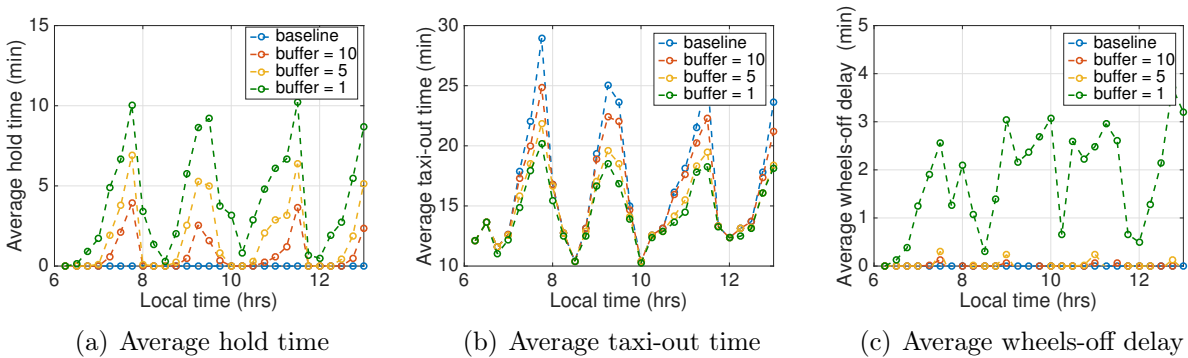 15
10
5
0
6
8
10
12
Average hold time (min)
Local time (hrs)
baseline
buffer = 10
buffer = 5
buffer = 1
(a) Average hold time
30
25
20
15
10
6
8
10
12
Average taxi-out time (min)
Local time (hrs)
baseline
buffer = 10
buffer = 5
buffer = 1
(b) Average taxi-out time
5
4
3
2
1
0
6
8
10
12
Average wheels-off delay (min)
Local time (hrs)
baseline
buffer = 10
buffer = 5
buffer = 1
(c) Average wheels-off delay